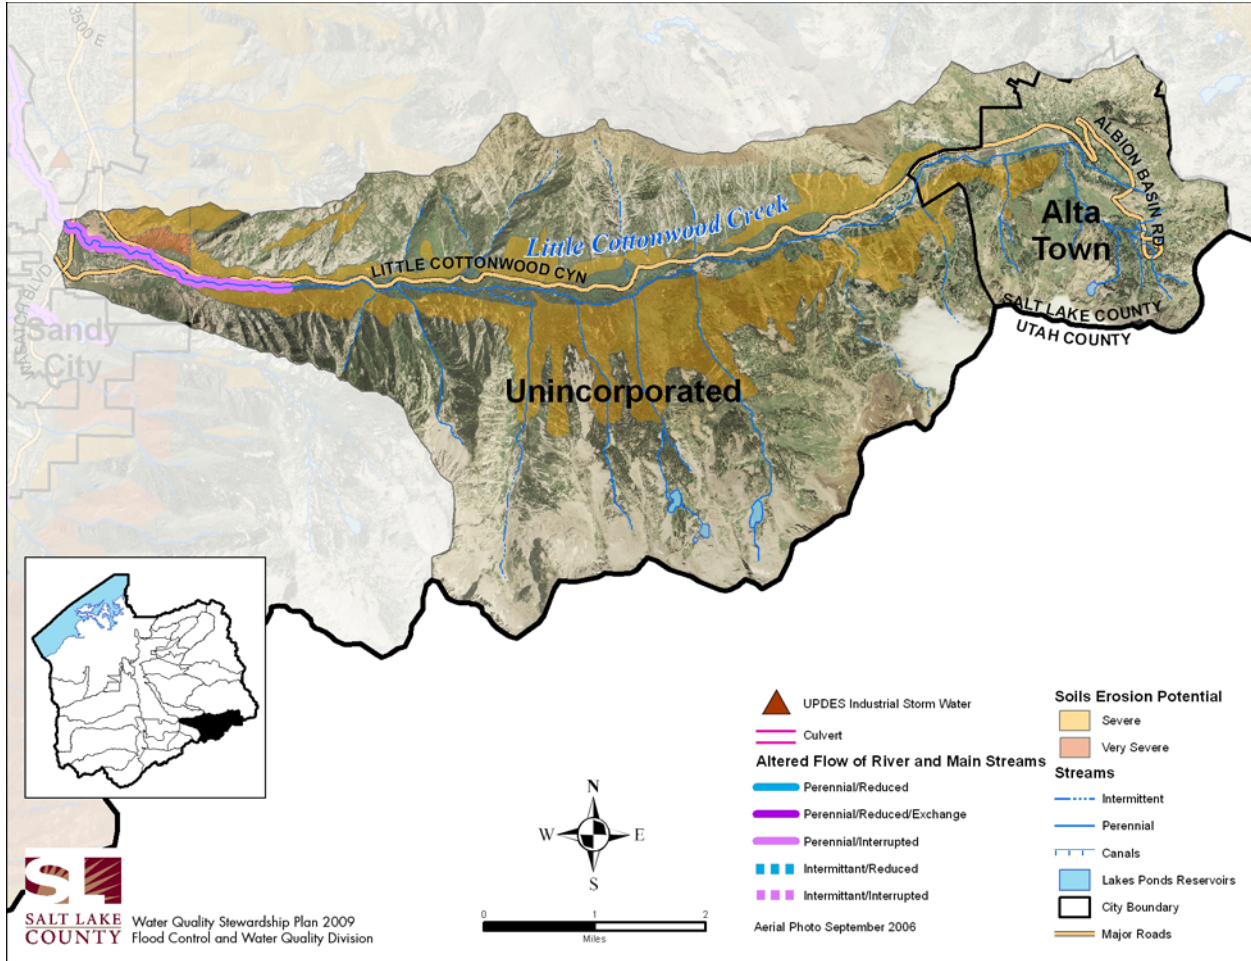 3500 E
ALBION BASIN RD
Little Cottonwood Creek
Alta
Town
LITTLE COTTONWOOD CYN
WASATCH BLVD
SALT LAKE COUNTY
UTAH COUNTY
Sandy
City
Unincorporated
UPDES Industrial Storm Water
Culvert
Altered Flow of River and Main Streams
Perennial/Reduced
Perennial/Reduced/Exchange
Perennial/Interrupted
Intermittant/Reduced
Intermittant/Interrupted
Aerial Photo September 2006
Soils Erosion Potential
Severe
Very Severe
Streams
Intermittent
Perennial
Canals
Lakes Ponds Reservoirs
City Boundary
Major Roads
N
W E
S
0 1 2
Miles
SL
SALT LAKE
COUNTY
Water Quality Stewardship Plan 2009
Flood Control and Water Quality Division